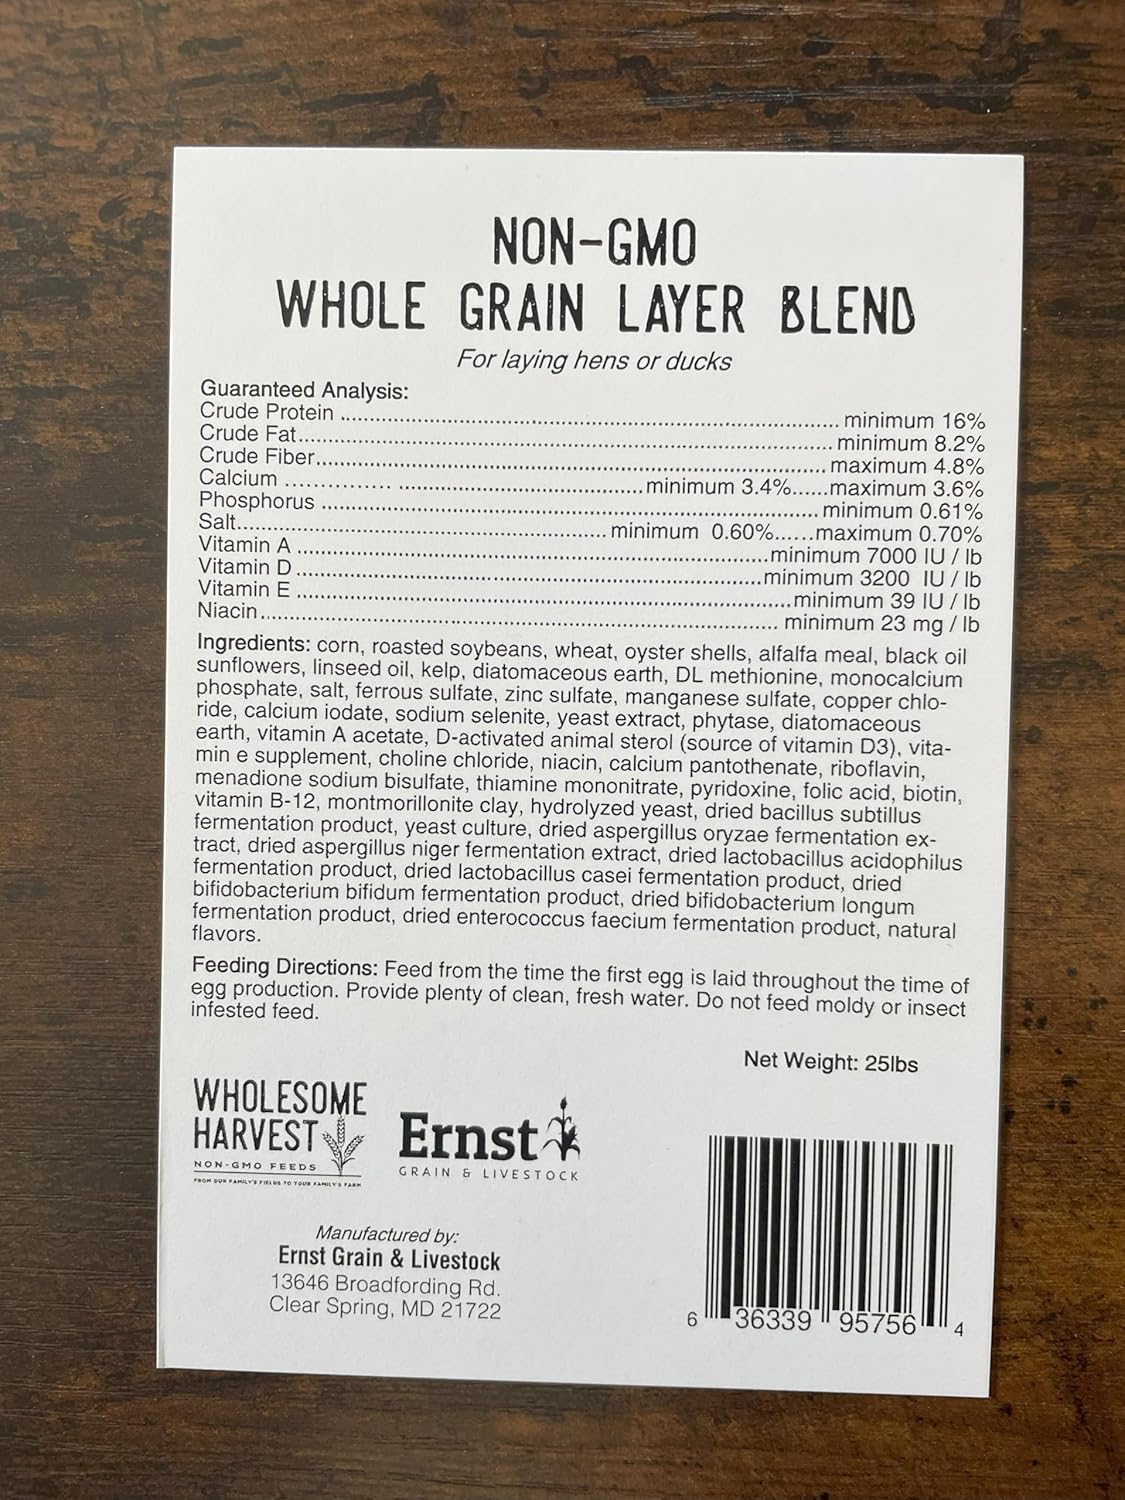 NON-GMO
WHOLE GRAIN LAYER BLEND
For laying hens or ducks
Guaranteed Analysis:
Crude Protein ........ minimum 16%
Crude Fat........ minimum 8.2%
Crude Fiber........ maximum 4.8%
Calcium ........ minimum 3.4%......maximum 3.6%
Phosphorus ........ minimum 0.61%
Salt........ minimum 0.60%......maximum 0.70%
Vitamin A ........ minimum 7000 IU / lb
Vitamin D ........ minimum 3200 IU / lb
Vitamin E ........ minimum 39 IU / lb
Niacin........ minimum 23 mg / lb
Ingredients: corn, roasted soybeans, wheat, oyster shells, alfalfa meal, black oil
sunflowers, linseed oil, kelp, diatomaceous earth, DL methionine, monocalcium
phosphate, salt, ferrous sulfate, zinc sulfate, manganese sulfate, copper chlo-
ride, calcium iodate, sodium selenite, yeast extract, phytase, diatomaceous
earth, vitamin A acetate, D-activated animal sterol (source of vitamin D3), vita-
min e supplement, choline chloride, niacin, calcium pantothenate, riboflavin,
menadione sodium bisulfate, thiamine mononitrate, pyridoxine, folic acid, biotin,
vitamin B-12, montmorillonite clay, hydrolyzed yeast, dried bacillus subtillus
fermentation product, yeast culture, dried aspergillus oryzae fermentation ex-
tract, dried aspergillus niger fermentation extract, dried lactobacillus acidophilus
fermentation product, dried lactobacillus casei fermentation product, dried
bifidobacterium bifidum fermentation product, dried bifidobacterium longum
fermentation product, dried enterococcus faecium fermentation product, natural
flavors.
Feeding Directions: Feed from the time the first egg is laid throughout the time of
egg production. Provide plenty of clean, fresh water. Do not feed moldy or insect
infested feed.
Net Weight: 25lbs
WHOLESOME
HARVEST
NON-GMO FEEDS
FROM OUR FAMILY'S FIELDS TO YOUR FAMILY'S FARM
Ernst
GRAIN & LIVESTOCK
Manufactured by:
Ernst Grain & Livestock
13646 Broadfording Rd.
Clear Spring, MD 21722
6 36339 95756 4